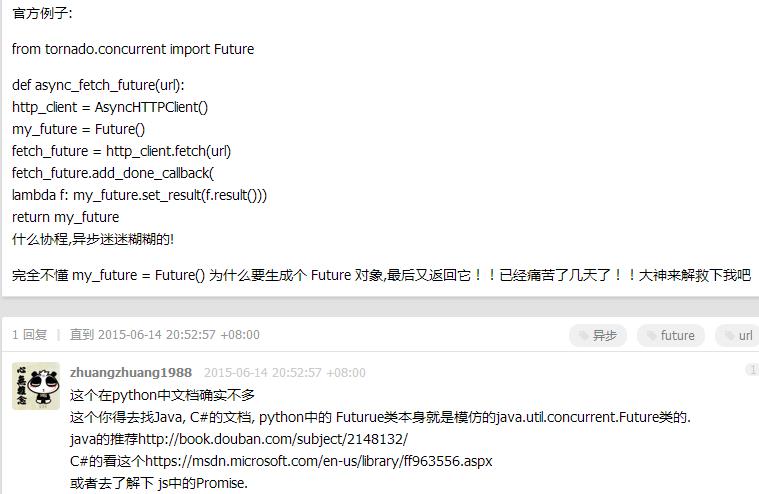 官方例子:
from tornado.concurrent import Future
def async_fetch_future(url):
http_client = AsyncHTTPClient()
my_future = Future()
fetch_future = http_client.fetch(url)
fetch_future.add_done_callback(
lambda f: my_future.set_result(f.result()))
return my_future
什么协程,异步迷迷糊糊的!
完全不懂 my_future = Future() 为什么要生成个 Future 对象,最后又返回它！！已经痛苦了几天了！！大神来解救下我吧
1 回复 | 直到 2015-06-14 20:52:57 +08:00 异步 future url
zhuangzhuang1988 2015-06-14 20:52:57 +08:00 1
这个在python中文档确实不多
这个你得去找Java, C#的文档, python中的 Futurue类本身就是模仿的java.util.concurrent.Future类的.
java的推荐http://book.douban.com/subject/2148132/
C#的看这个https://msdn.microsoft.com/en-us/library/ff963556.aspx
或者去了解下 js中的Promise.